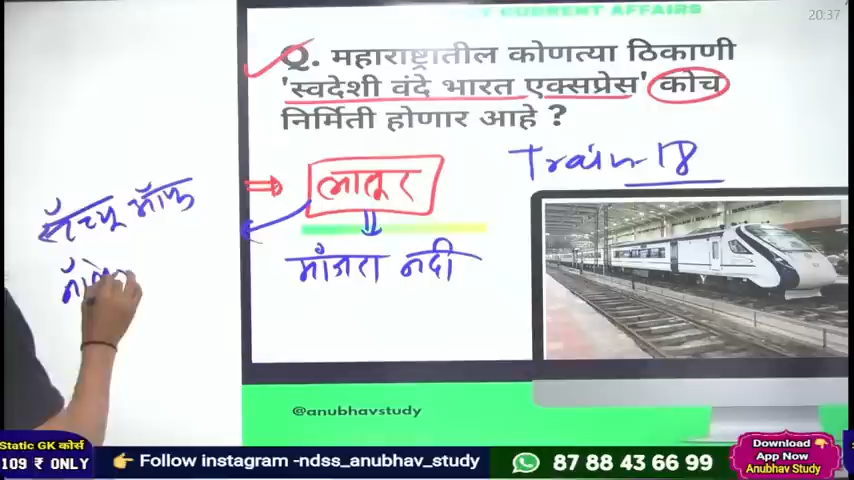 CURRENT AFFAIRS
20:37
Q. महाराष्ट्रातील कोणत्या ठिकाणी
'स्वदेशी वंदे भारत एक्सप्रेस' कोच
निर्मिती होणार आहे ?
Train-18
लातूर
स्टॅच्यू ऑफ
मांजरा नदी
@anubhavstudy
Static GK कोर्स
109 ₹ ONLY
👉 Follow instagram -ndss_anubhav_study
87 88 43 66 99
Download 👇
App Now
Anubhav Study